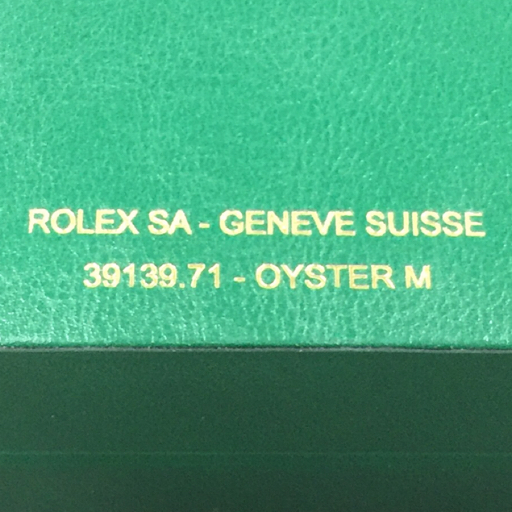 ROLEX SA - GENEVE SUISSE
39139.71 - OYSTER M